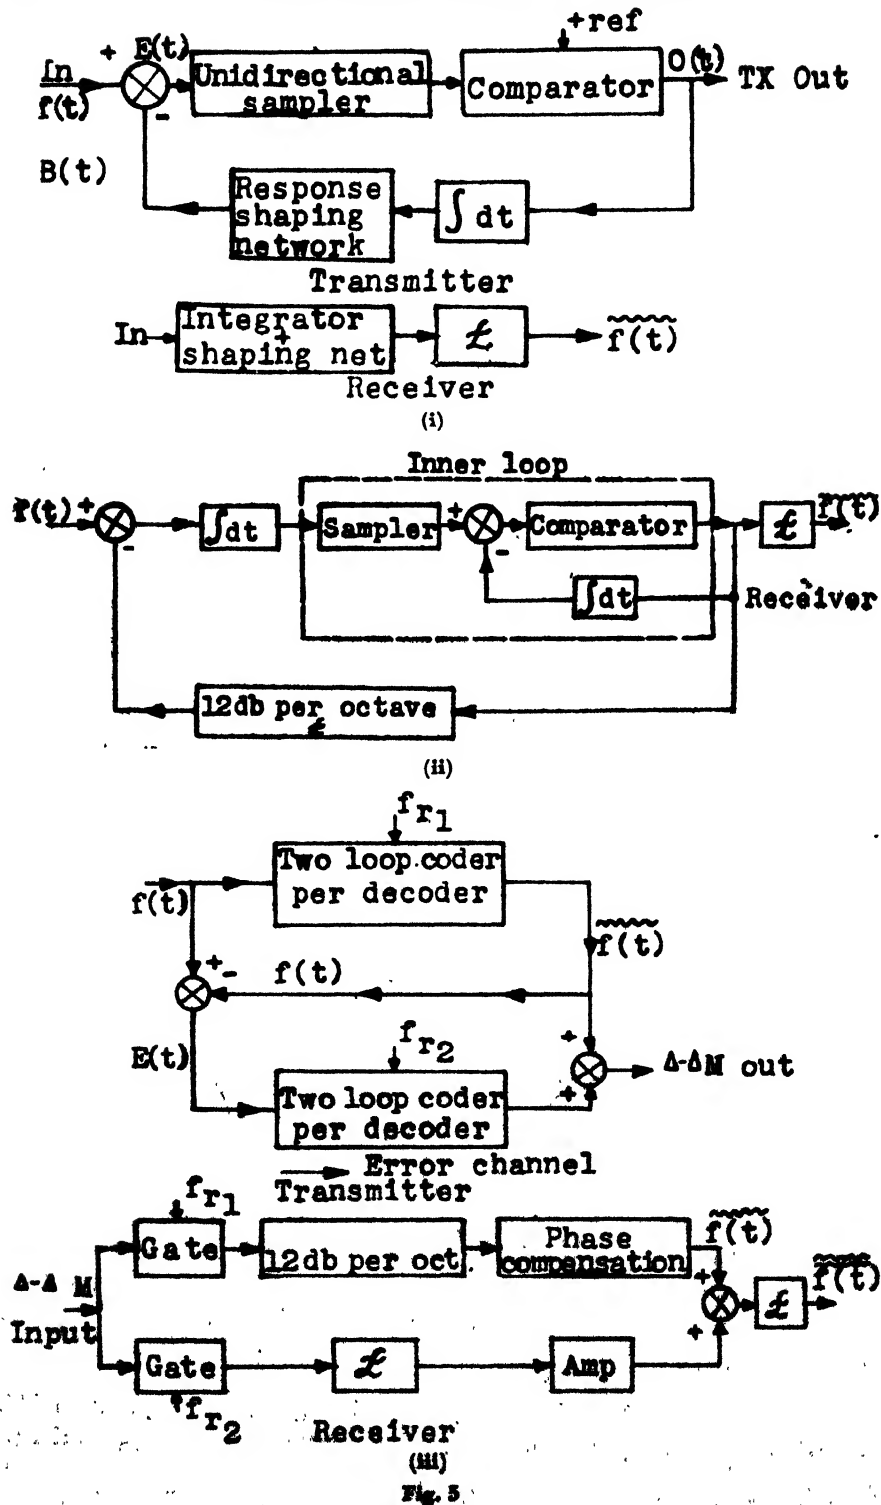 +ref
+ E(t)
In
f(t)
Unidirectional
sampler
Comparator
O(t)
TX Out
-
B(t)
Response
shaping
network
∫dt
Transmitter
In
Integrator
+
shaping net
£
f(t)
Receiver
(i)
Inner loop
f(t) +
-
∫dt
Sampler
+
-
Comparator
£
f(t)
∫dt
Receiver
12db per octave
£
(ii)
fr1
Two loop coder
per decoder
f(t)
f(t)
+
-
f(t)
E(t)
fr2
+
+
Δ-ΔM out
Two loop coder
per decoder
Error channel
Transmitter
fr1
Gate
12db per oct.
Phase
compensation
f(t)
Δ-Δ M
Input
+
+
£
f(t)
Gate
£
Amp
fr2
Receiver
(iii)
Fig. 5